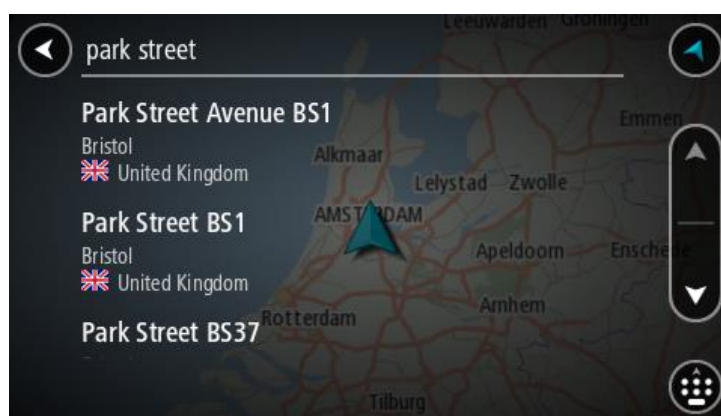 Leeuwarden Groningen
park street
Park Street Avenue BS1
Bristol
United Kingdom
Emmen
Alkmaar
Lelystad Zwolle
Park Street BS1
AMSTERDAM
Bristol
Apeldoorn Enschede
United Kingdom
Arnhem
Rotterdam
Park Street BS37
Tilburg